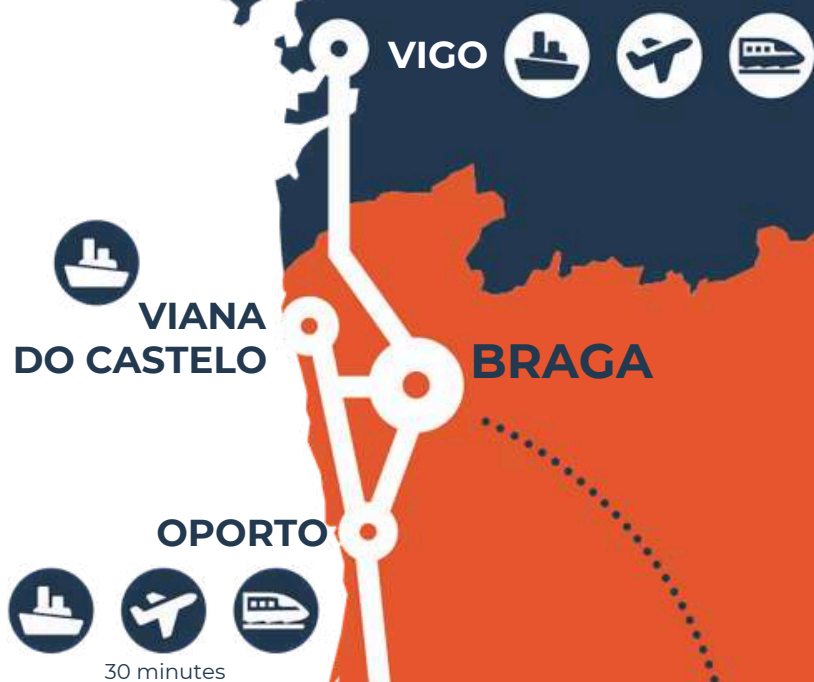 VIGO
VIANA
DO CASTELO
BRAGA
OPORTO
30 minutes